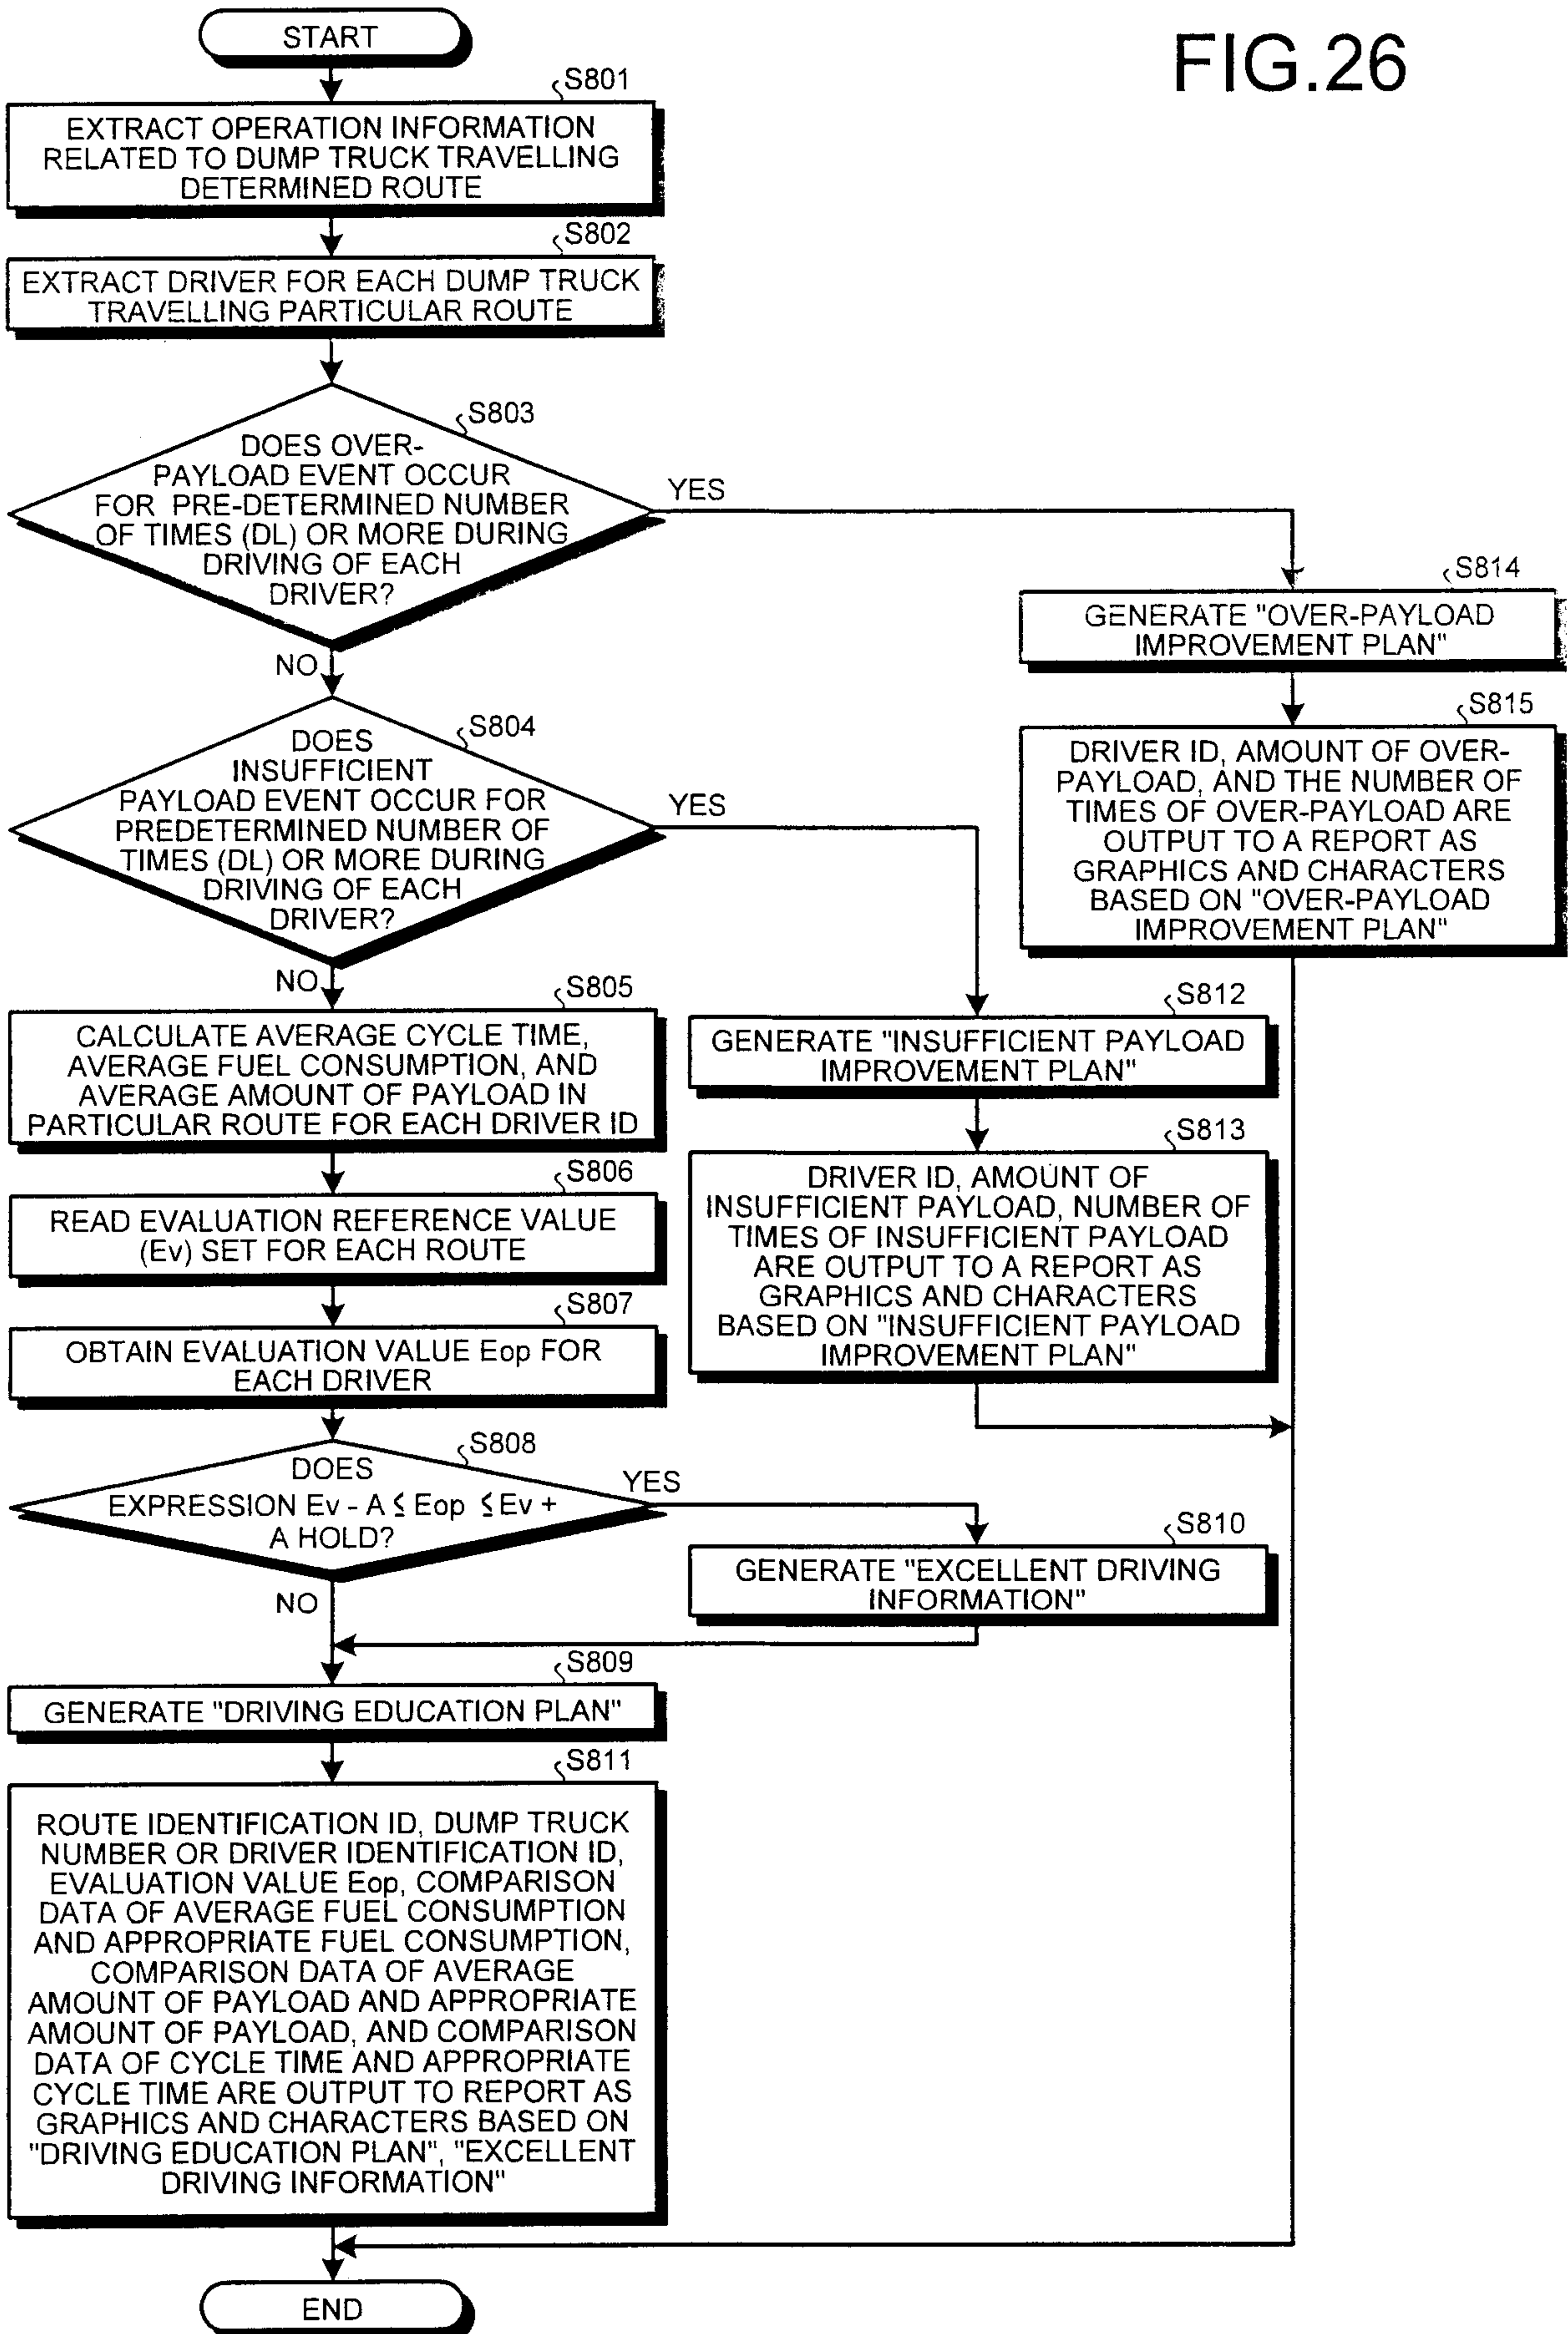 FIG.26
START
S801
EXTRACT OPERATION INFORMATION
RELATED TO DUMP TRUCK TRAVELLING
DETERMINED ROUTE
S802
EXTRACT DRIVER FOR EACH DUMP TRUCK
TRAVELLING PARTICULAR ROUTE
S803
DOES OVER-
PAYLOAD EVENT OCCUR
FOR PRE-DETERMINED NUMBER
OF TIMES (DL) OR MORE DURING
DRIVING OF EACH
DRIVER?
YES
NO
S814
GENERATE "OVER-PAYLOAD
IMPROVEMENT PLAN"
S815
DRIVER ID, AMOUNT OF OVER-
PAYLOAD, AND THE NUMBER OF
TIMES OF OVER-PAYLOAD ARE
OUTPUT TO A REPORT AS
GRAPHICS AND CHARACTERS
BASED ON "OVER-PAYLOAD
IMPROVEMENT PLAN"
S804
DOES
INSUFFICIENT
PAYLOAD EVENT OCCUR FOR
PREDETERMINED NUMBER OF
TIMES (DL) OR MORE DURING
DRIVING OF EACH
DRIVER?
YES
NO
S812
GENERATE "INSUFFICIENT PAYLOAD
IMPROVEMENT PLAN"
S813
DRIVER ID, AMOUNT OF
INSUFFICIENT PAYLOAD, NUMBER OF
TIMES OF INSUFFICIENT PAYLOAD
ARE OUTPUT TO A REPORT AS
GRAPHICS AND CHARACTERS
BASED ON "INSUFFICIENT PAYLOAD
IMPROVEMENT PLAN"
S805
CALCULATE AVERAGE CYCLE TIME,
AVERAGE FUEL CONSUMPTION, AND
AVERAGE AMOUNT OF PAYLOAD IN
PARTICULAR ROUTE FOR EACH DRIVER ID
S806
READ EVALUATION REFERENCE VALUE
(Ev) SET FOR EACH ROUTE
S807
OBTAIN EVALUATION VALUE Eop FOR
EACH DRIVER
S808
DOES
EXPRESSION Ev - A ≦ Eop ≦ Ev +
A HOLD?
YES
NO
S810
GENERATE "EXCELLENT DRIVING
INFORMATION"
S809
GENERATE "DRIVING EDUCATION PLAN"
S811
ROUTE IDENTIFICATION ID, DUMP TRUCK
NUMBER OR DRIVER IDENTIFICATION ID,
EVALUATION VALUE Eop, COMPARISON
DATA OF AVERAGE FUEL CONSUMPTION
AND APPROPRIATE FUEL CONSUMPTION,
COMPARISON DATA OF AVERAGE
AMOUNT OF PAYLOAD AND APPROPRIATE
AMOUNT OF PAYLOAD, AND COMPARISON
DATA OF CYCLE TIME AND APPROPRIATE
CYCLE TIME ARE OUTPUT TO REPORT AS
GRAPHICS AND CHARACTERS BASED ON
"DRIVING EDUCATION PLAN", "EXCELLENT
DRIVING INFORMATION"
END